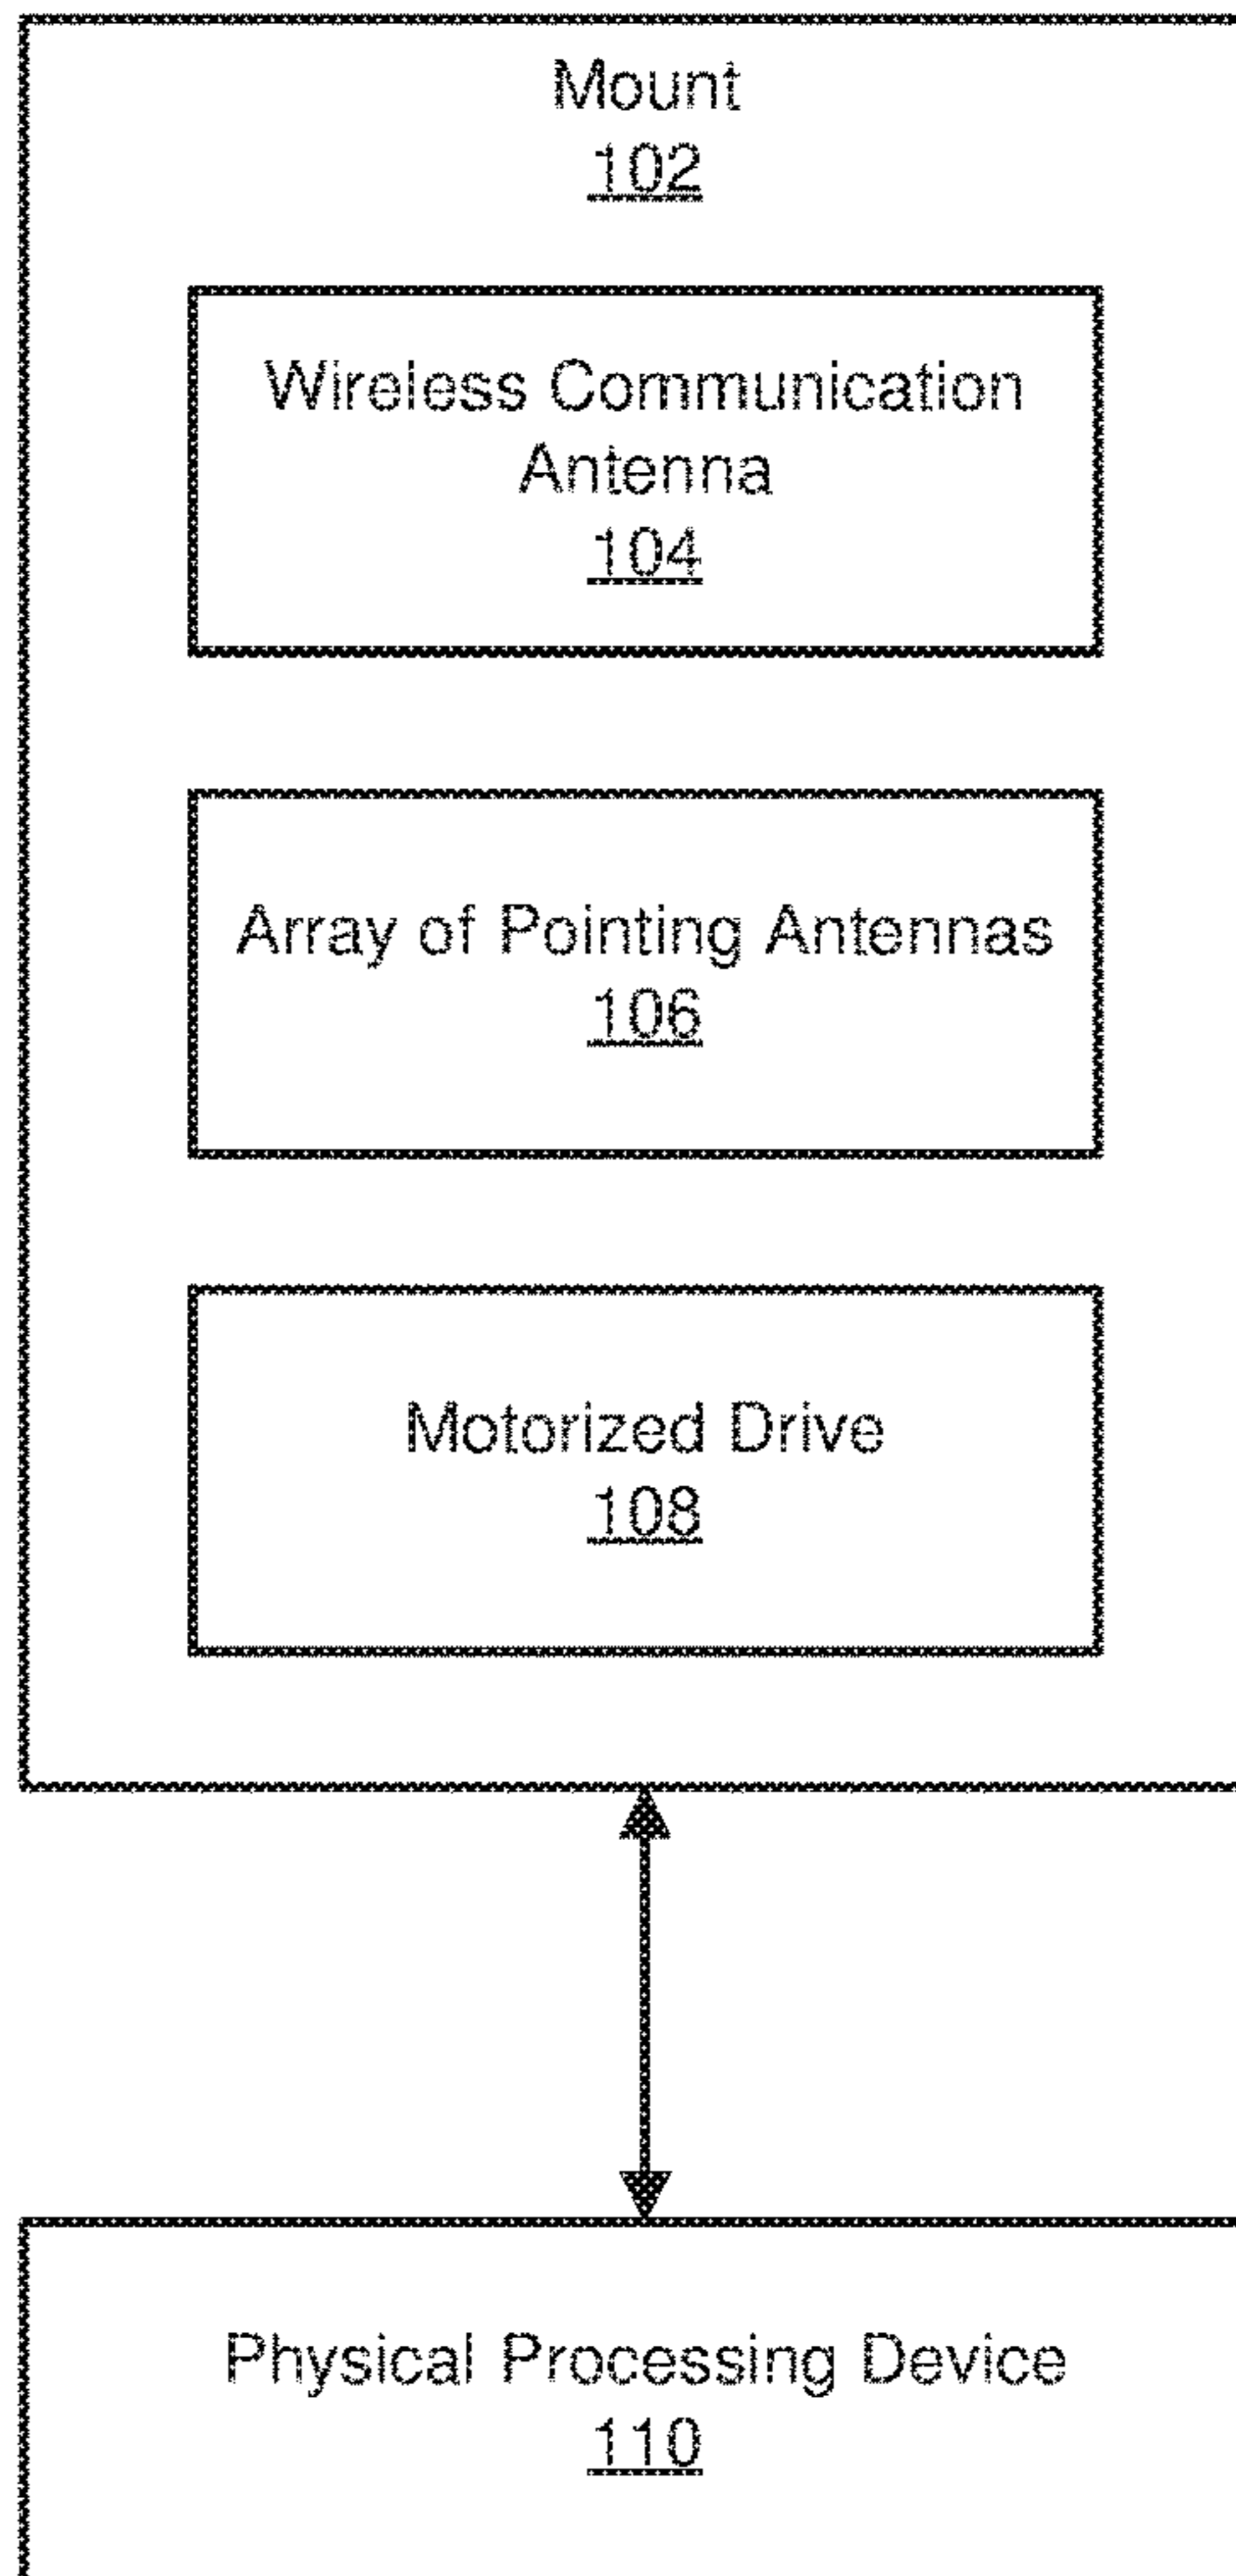 Mount
102
Wireless Communication
Antenna
104
Array of Pointing Antennas
106
Motorized Drive
108
Physical Processing Device
110